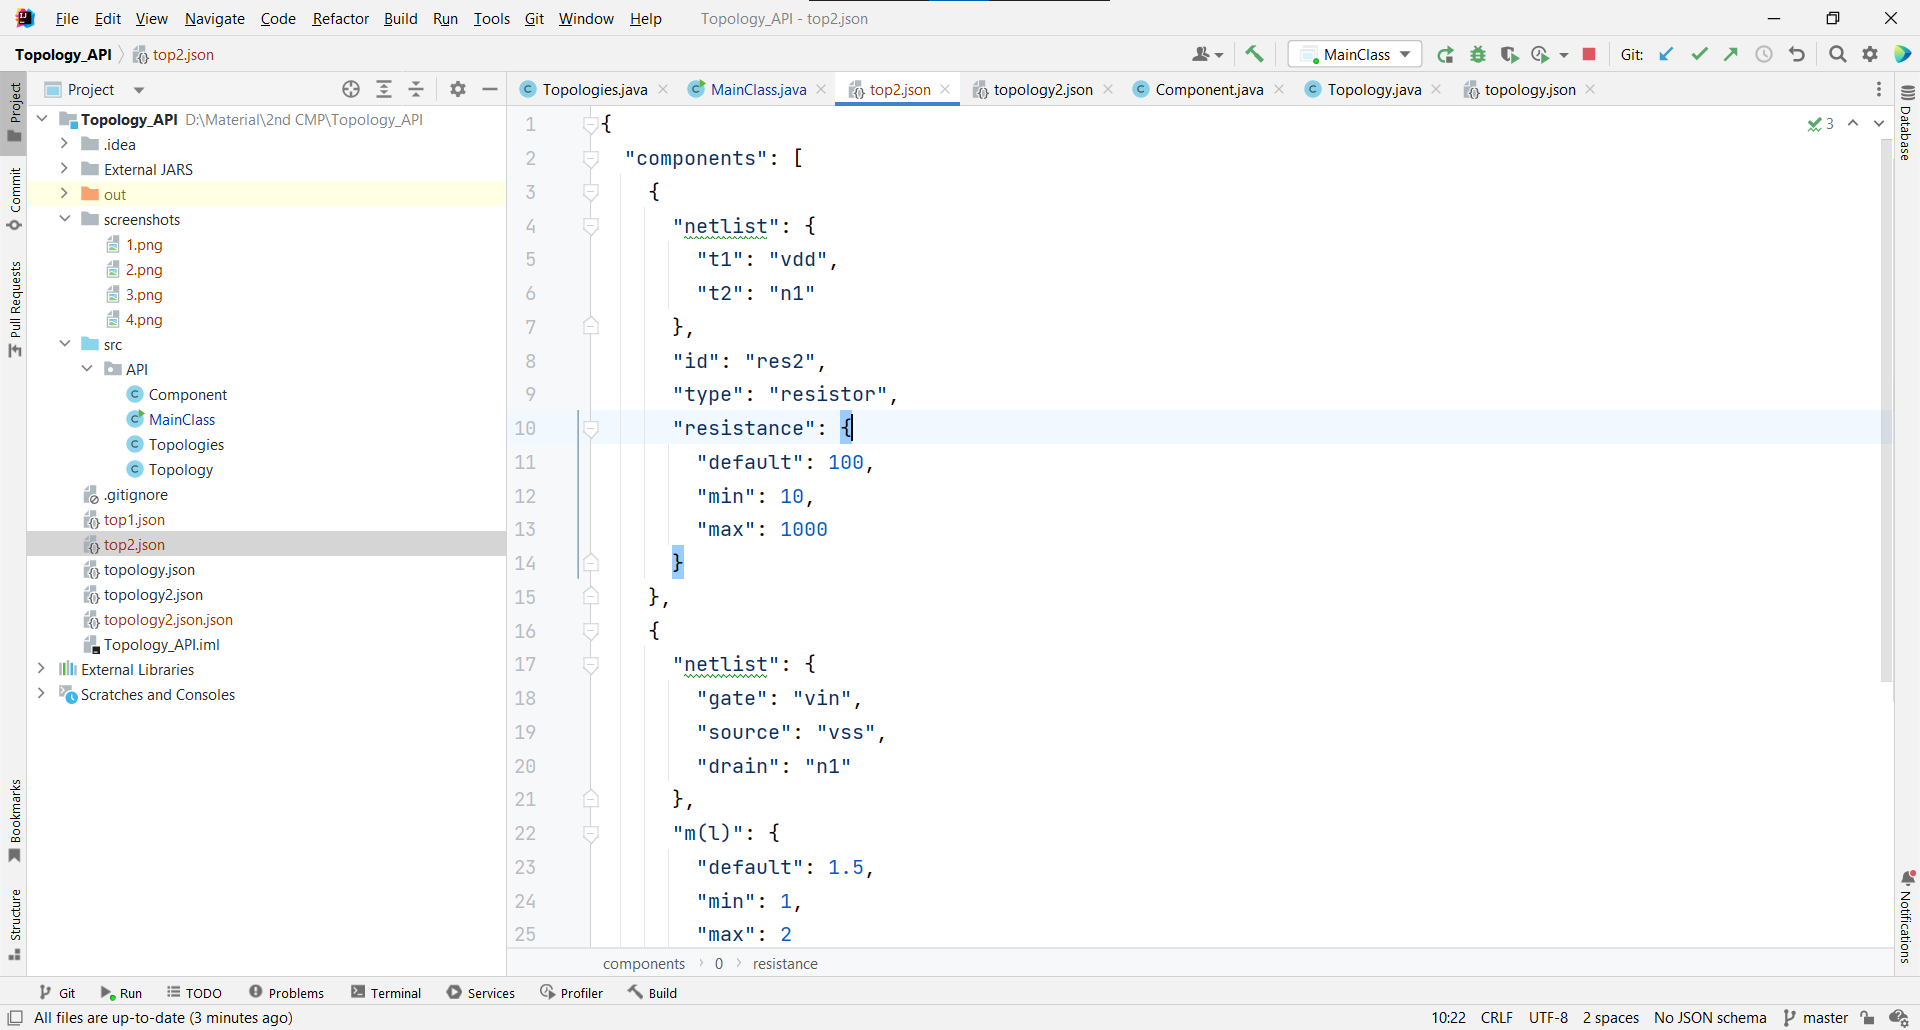 File Edit View Navigate Code Refactor Build Run Tools Git Window Help Topology_API - top2.json
Topology_API top2.json MainClass Git:
Project
Topologies.java MainClass.java top2.json topology2.json Component.java Topology.java topology.json
Project
Commit
Pull Requests
Bookmarks
Structure
Topology_API D:\Material\2nd CMP\Topology_API
.idea
External JARS
out
screenshots
1.png
2.png
3.png
4.png
src
API
Component
MainClass
Topologies
Topology
.gitignore
top1.json
top2.json
topology.json
topology2.json
topology2.json.json
Topology_API.iml
External Libraries
Scratches and Consoles
1 {
2 "components": [
3 {
4 "netlist": {
5 "t1": "vdd",
6 "t2": "n1"
7 },
8 "id": "res2",
9 "type": "resistor",
10 "resistance": {
11 "default": 100,
12 "min": 10,
13 "max": 1000
14 }
15 },
16 {
17 "netlist": {
18 "gate": "vin",
19 "source": "vss",
20 "drain": "n1"
21 },
22 "m(l)": {
23 "default": 1.5,
24 "min": 1,
25 "max": 2
3
Database
Notifications
components 0 resistance
Git Run TODO Problems Terminal Services Profiler Build
All files are up-to-date (3 minutes ago) 10:22 CRLF UTF-8 2 spaces No JSON schema master